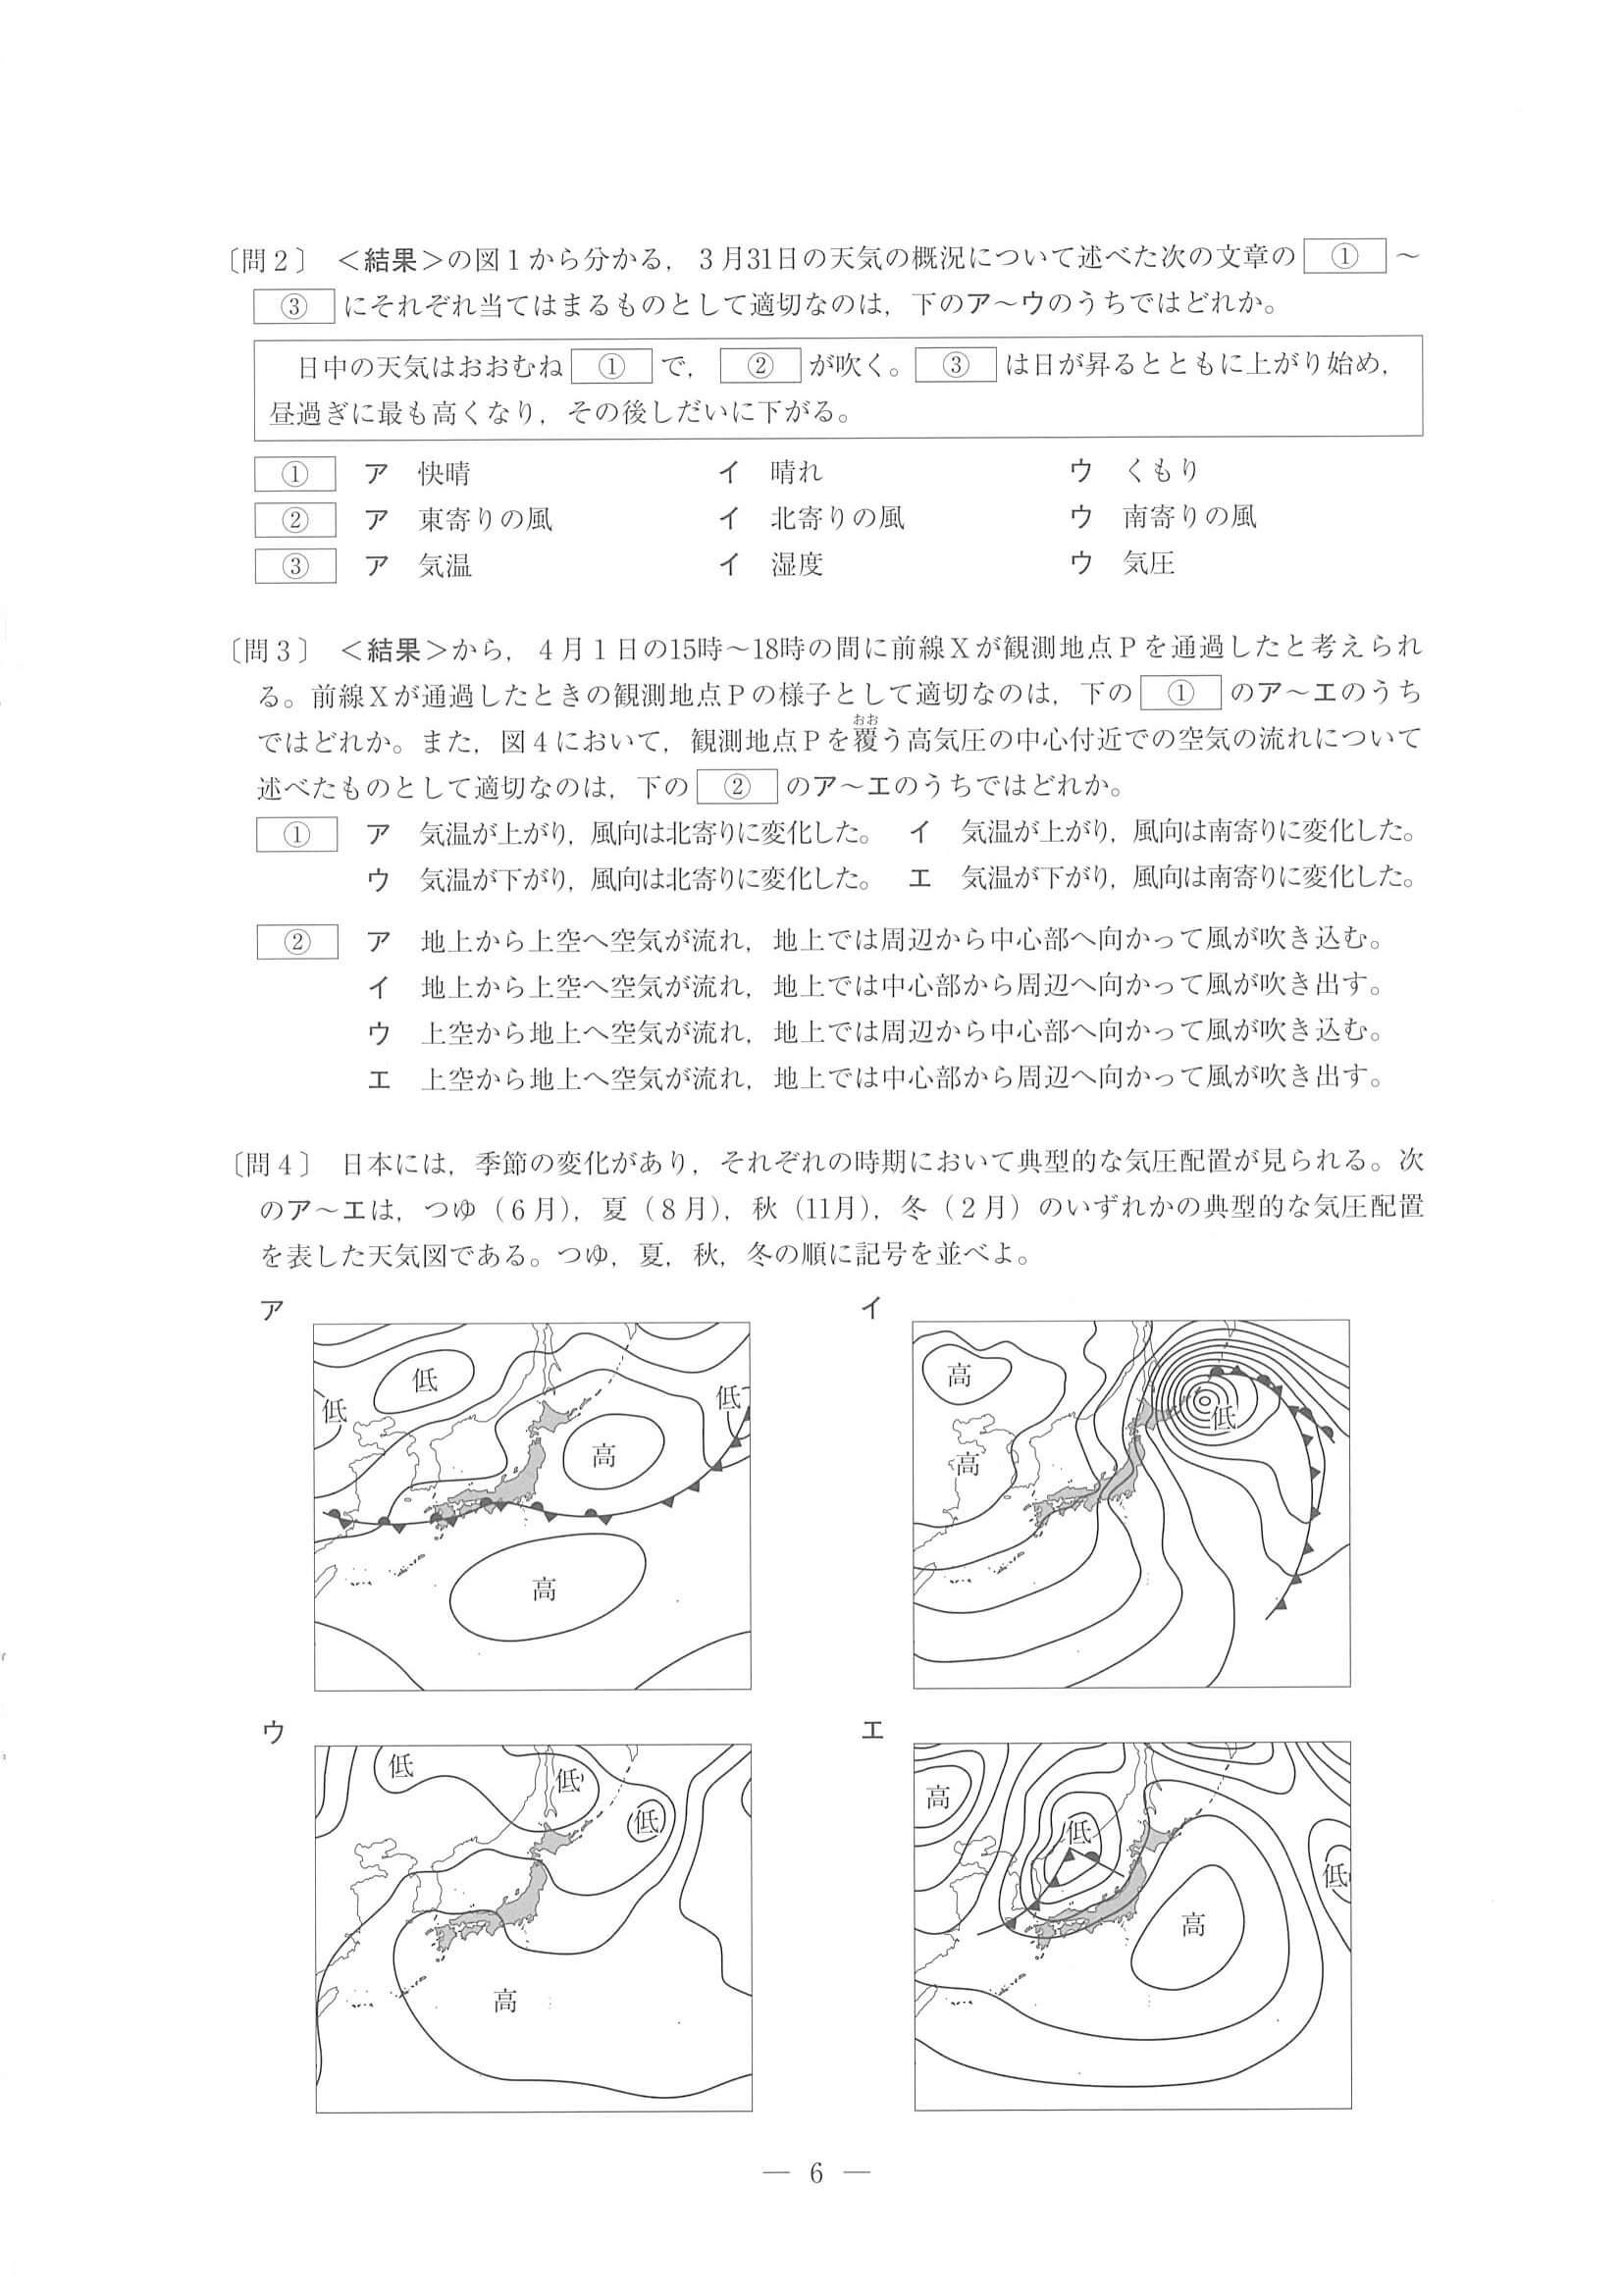 〔問２〕 ＜結果＞の図１から分かる，３月31日の天気の概況について述べた次の文章の ① ～
③ にそれぞれ当てはまるものとして適切なのは，下のア～ウのうちではどれか。
日中の天気はおおむね ① で， ② が吹く。 ③ は日が昇るとともに上がり始め，
昼過ぎに最も高くなり，その後しだいに下がる。
① ア 快晴 イ 晴れ ウ くもり
② ア 東寄りの風 イ 北寄りの風 ウ 南寄りの風
③ ア 気温 イ 湿度 ウ 気圧
〔問３〕 ＜結果＞から，４月１日の15時～18時の間に前線Ｘが観測地点Ｐを通過したと考えられ
る。前線Ｘが通過したときの観測地点Ｐの様子として適切なのは，下の ① のア～エのうち
おお
ではどれか。また，図４において，観測地点Ｐを覆う高気圧の中心付近での空気の流れについて
述べたものとして適切なのは，下の ② のア～エのうちではどれか。
① ア 気温が上がり，風向は北寄りに変化した。 イ 気温が上がり，風向は南寄りに変化した。
ウ 気温が下がり，風向は北寄りに変化した。 エ 気温が下がり，風向は南寄りに変化した。
② ア 地上から上空へ空気が流れ，地上では周辺から中心部へ向かって風が吹き込む。
イ 地上から上空へ空気が流れ，地上では中心部から周辺へ向かって風が吹き出す。
ウ 上空から地上へ空気が流れ，地上では周辺から中心部へ向かって風が吹き込む。
エ 上空から地上へ空気が流れ，地上では中心部から周辺へ向かって風が吹き出す。
〔問４〕 日本には，季節の変化があり，それぞれの時期において典型的な気圧配置が見られる。次
のア～エは，つゆ（６月），夏（８月），秋（11月），冬（２月）のいずれかの典型的な気圧配置
を表した天気図である。つゆ，夏，秋，冬の順に記号を並べよ。
ア
低
低
低
高
高
イ
高
高
低
ウ
低
低
低
高
エ
高
低
低
高
― 6 ―